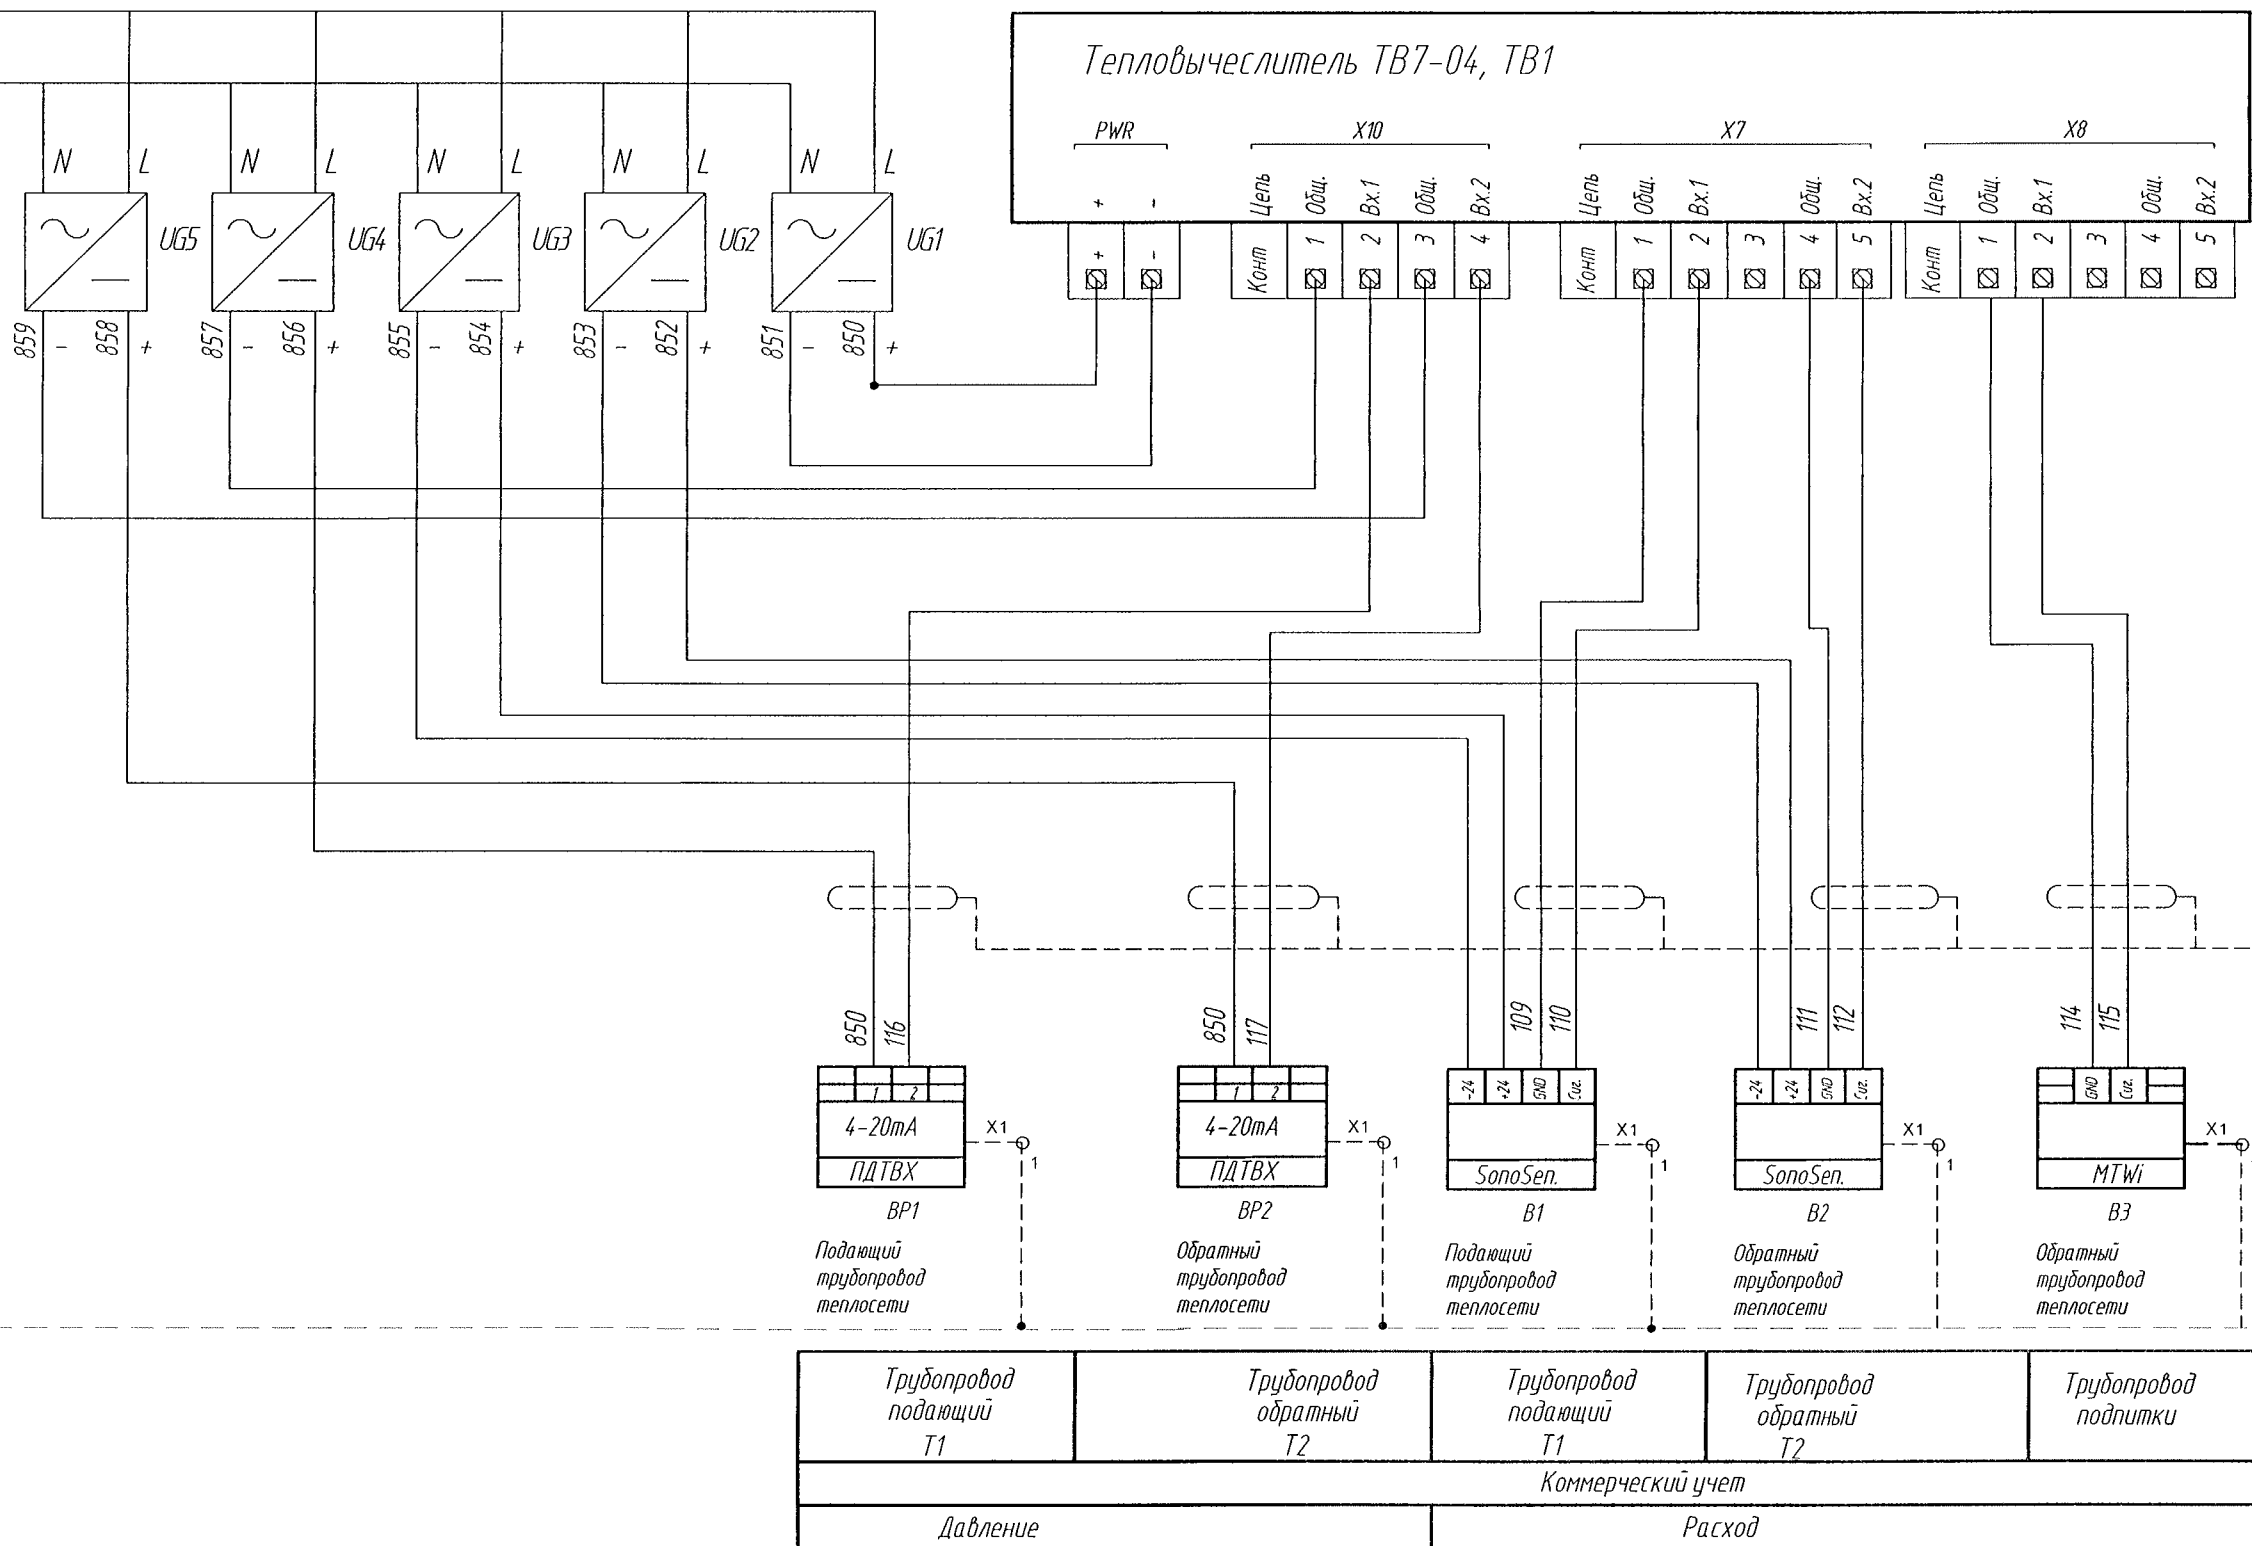 Тепловычеслитель ТВ7-04, ТВ1
PWR X10 X7 X8
+ - Цепь Общ. Вх.1 Общ. Вх.2 Цепь Общ. Вх.1 Общ. Вх.2 Цепь Общ. Вх.1 Общ. Вх.2
+ - Конт 1 2 3 4 Конт 1 2 3 4 5 Конт 1 2 3 4 5
N L N L N L N L N L
UG5 UG4 UG3 UG2 UG1
859 - 858 + 857 - 856 + 855 - 854 + 853 - 852 + 851 - 850 +
850 116 850 117 109 110 111 112 114 115
1 2 1 2 -24 +24 GND Сиг. -24 +24 GND Сиг. GND Сиг.
4-20mA X1 4-20mA X1 X1 X1 X1
1 1 1 1
ПДТВХ ПДТВХ SonoSen. SonoSen. MTWi
BP1 BP2 B1 B2 B3
Подающий
трубопровод
теплосети
Обратный
трубопровод
теплосети
Подающий
трубопровод
теплосети
Обратный
трубопровод
теплосети
Обратный
трубопровод
теплосети
Трубопровод
подающий
Т1
Трубопровод
обратный
Т2
Трубопровод
подающий
Т1
Трубопровод
обратный
Т2
Трубопровод
подпитки
Коммерческий учет
Давление Расход